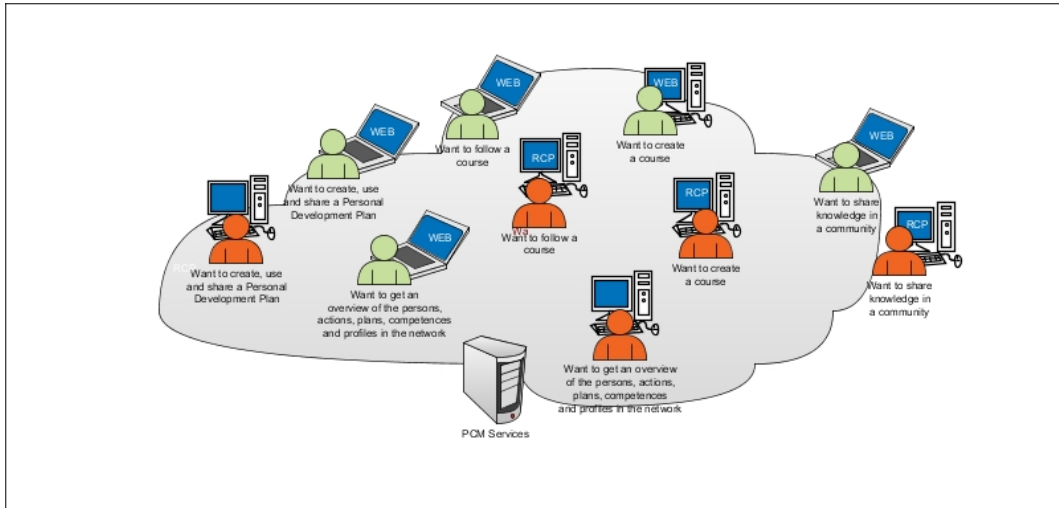 WEB
Want to follow a
course
WEB
Want to create
a course
WEB
Want to create, use
and share a Personal
Development Plan
WEB
Want to share
knowledge in
a community
RCP
Wa
Want to follow a
course
RCP
Want to create
a course
RCP
Want to create, use
and share a Personal
Development Plan
WEB
Want to get an
overview of the persons,
actions, plans, competences
and profiles in the network
RCP
Want to share
knowledge in
a community
Want to get an overview
of the persons, actions,
plans, competences
and profiles in the network
PCM Services